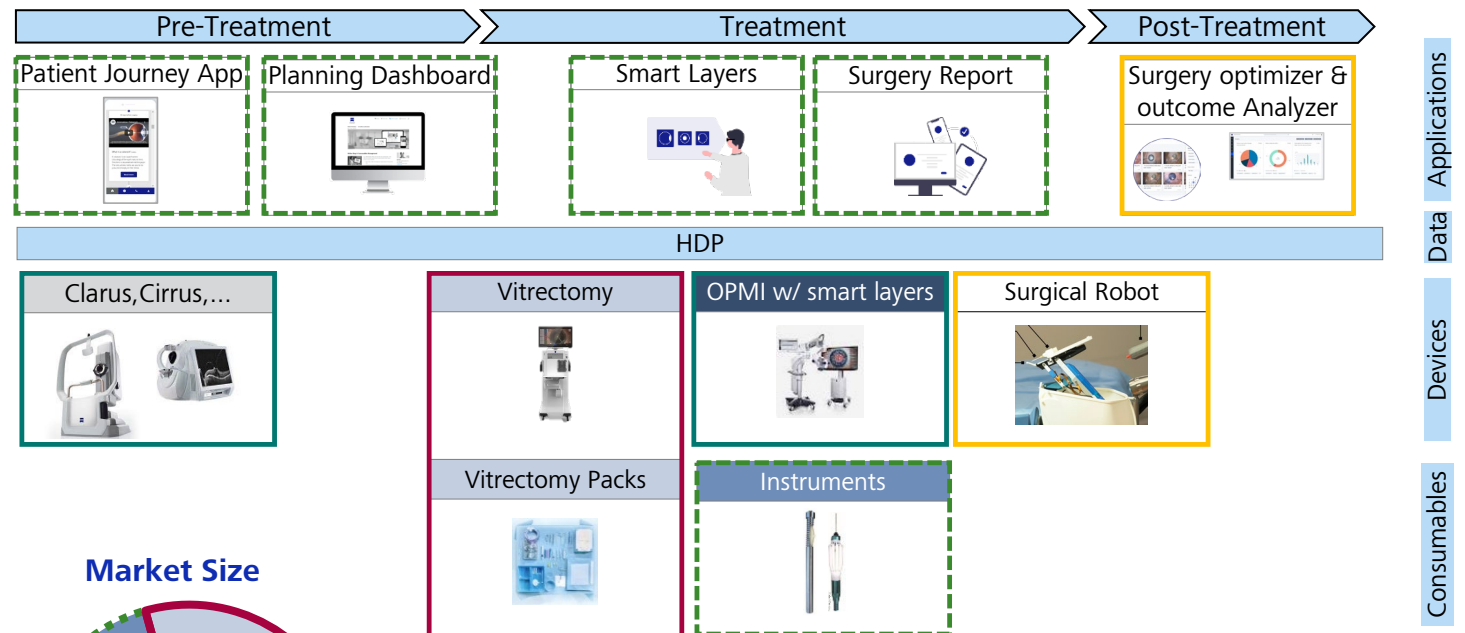 Pre-Treatment
Treatment
Post-Treatment
Patient Journey App
Planning Dashboard
Smart Layers
Surgery Report
Surgery optimizer &
outcome Analyzer
Applications
HDP
Data
Clarus,Cirrus,...
Vitrectomy
OPMI w/ smart layers
Surgical Robot
Devices
Vitrectomy Packs
Instruments
Consumables
Market Size